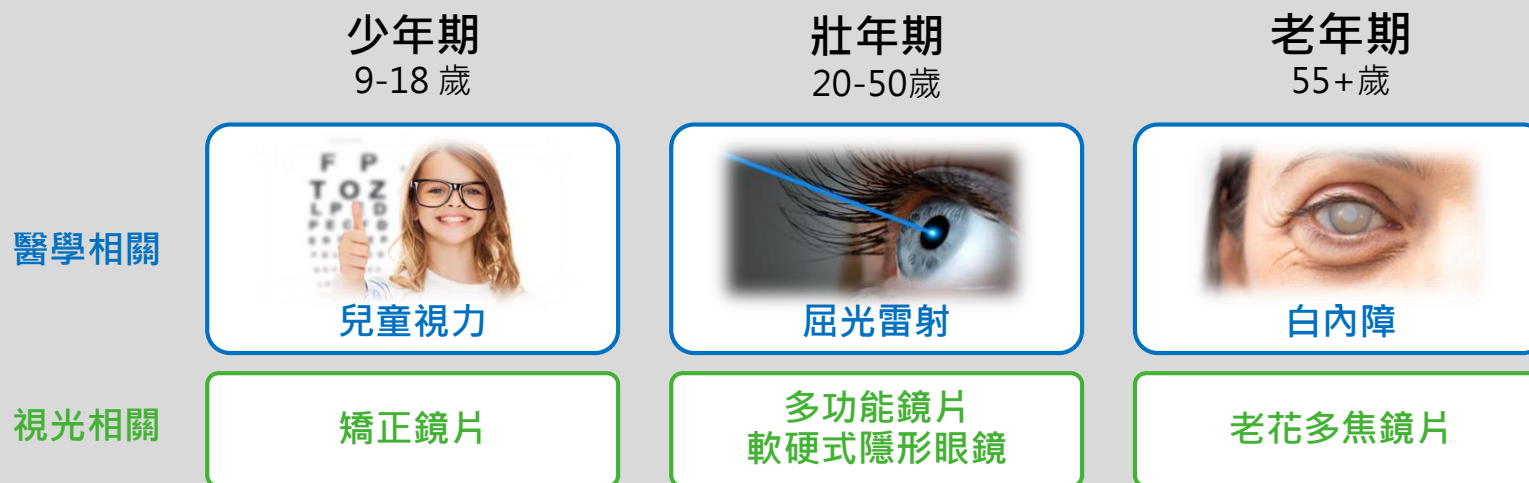 少年期
9-18 歲
壯年期
20-50歲
老年期
55+歲
醫學相關
F P
T O Z
L P E D
P E C F D
兒童視力
屈光雷射
白內障
視光相關
矯正鏡片
多功能鏡片
軟硬式隱形眼鏡
老花多焦鏡片